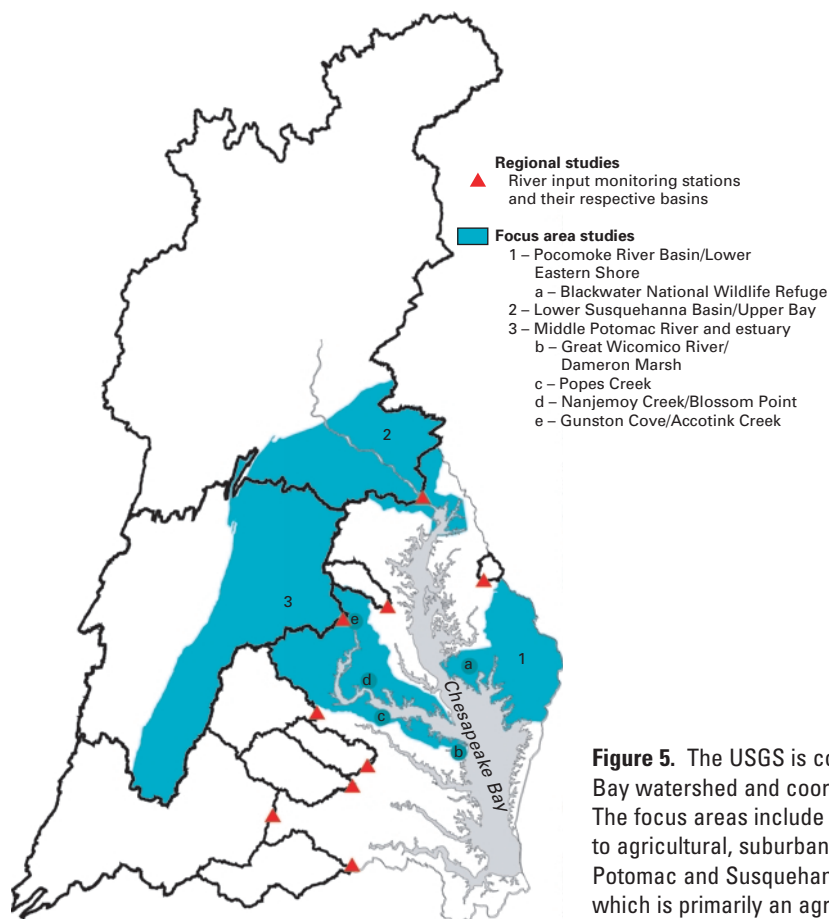 Regional studies
River input monitoring stations
and their respective basins
Focus area studies
1 – Pocomoke River Basin/Lower
Eastern Shore
a – Blackwater National Wildlife Refuge
2 – Lower Susquehanna Basin/Upper Bay
3 – Middle Potomac River and estuary
b – Great Wicomico River/
Dameron Marsh
c – Popes Creek
d – Nanjemoy Creek/Blossom Point
e – Gunston Cove/Accotink Creek
2
3
e
1
a
d
c
b
Chesapeake Bay
Figure 5. The USGS is co
Bay watershed and coor
The focus areas include
to agricultural, suburban
Potomac and Susquehan
which is primarily an agr